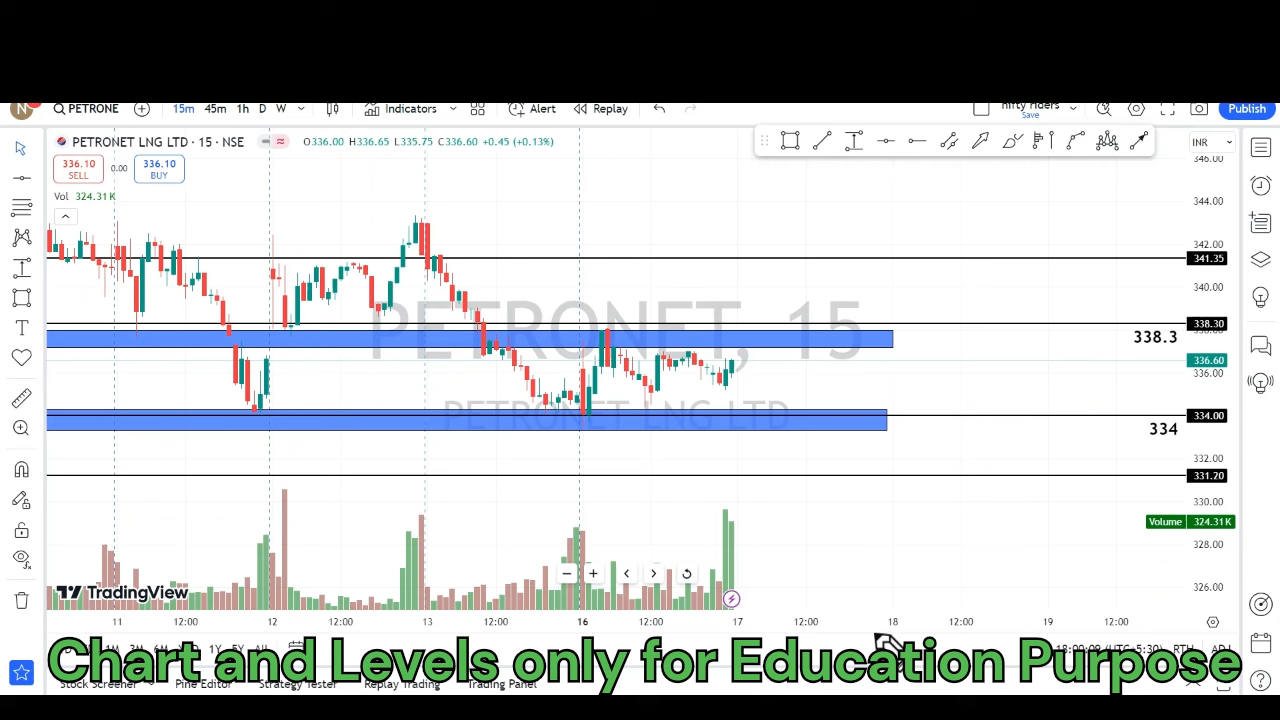 N PETRONE 15m 45m 1h D W Indicators Alert Replay nifty riders Save Publish
PETRONET LNG LTD · 15 · NSE O336.00 H336.65 L335.75 C336.60 +0.45 (+0.13%) INR
336.10 SELL 0.00 336.10 BUY
Vol 324.31K
346.00
344.00
342.00
341.35
340.00
338.30
338.3
PETRONET, 15
336.60
336.00
PETRONET LNG LTD
334.00
334
332.00
331.20
330.00
Volume 324.31K
328.00
326.00
TradingView
11 12:00 12 12:00 13 12:00 16 12:00 17 12:00 18 12:00 19 12:00
Chart and Levels only for Education Purpose
Stock Screener Pine Editor Strategy Tester Replay Trading Trading Panel